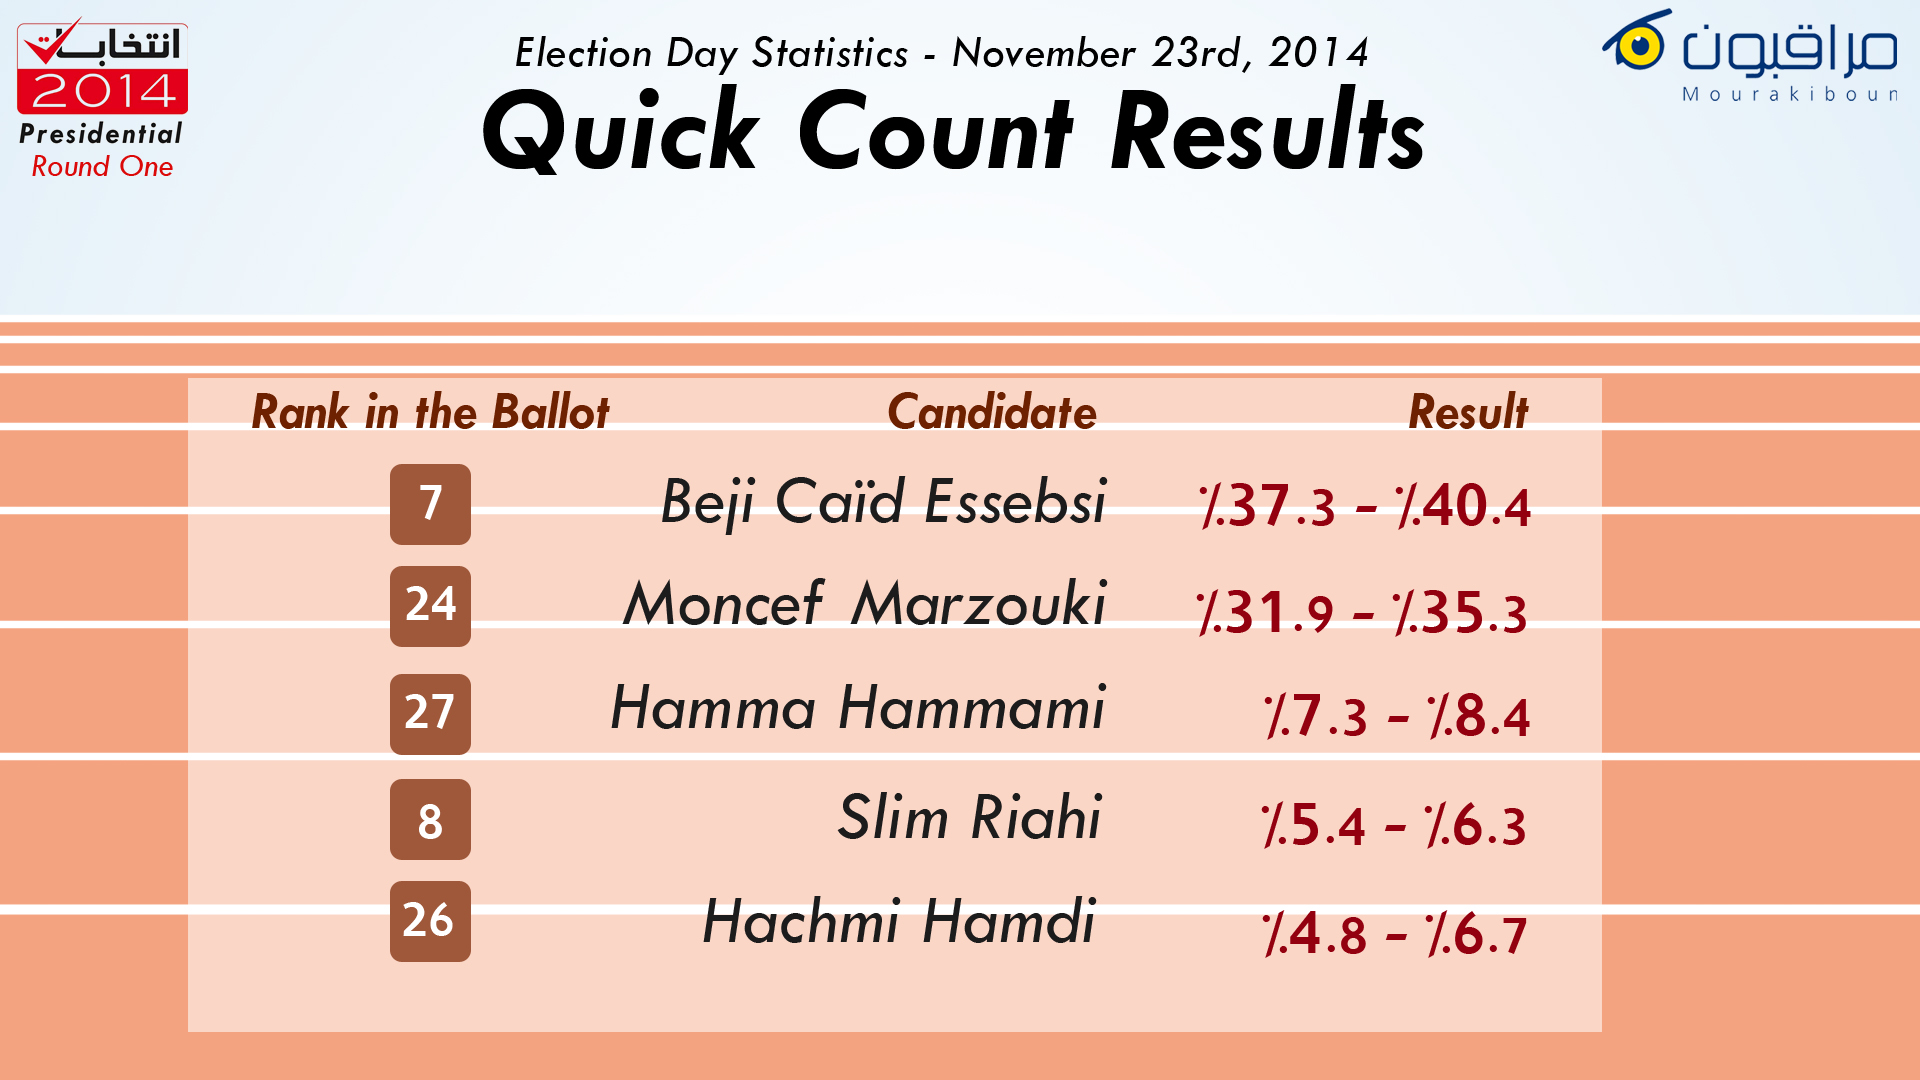 انتخابات
2014
Presidential
Round One
Election Day Statistics - November 23rd, 2014
Quick Count Results
مراقبون
Mourakiboun
Rank in the Ballot Candidate Result
7 Beji Caïd Essebsi ٪37.3 - ٪40.4
24 Moncef Marzouki ٪31.9 - ٪35.3
27 Hamma Hammami ٪7.3 - ٪8.4
8 Slim Riahi ٪5.4 - ٪6.3
26 Hachmi Hamdi ٪4.8 - ٪6.7